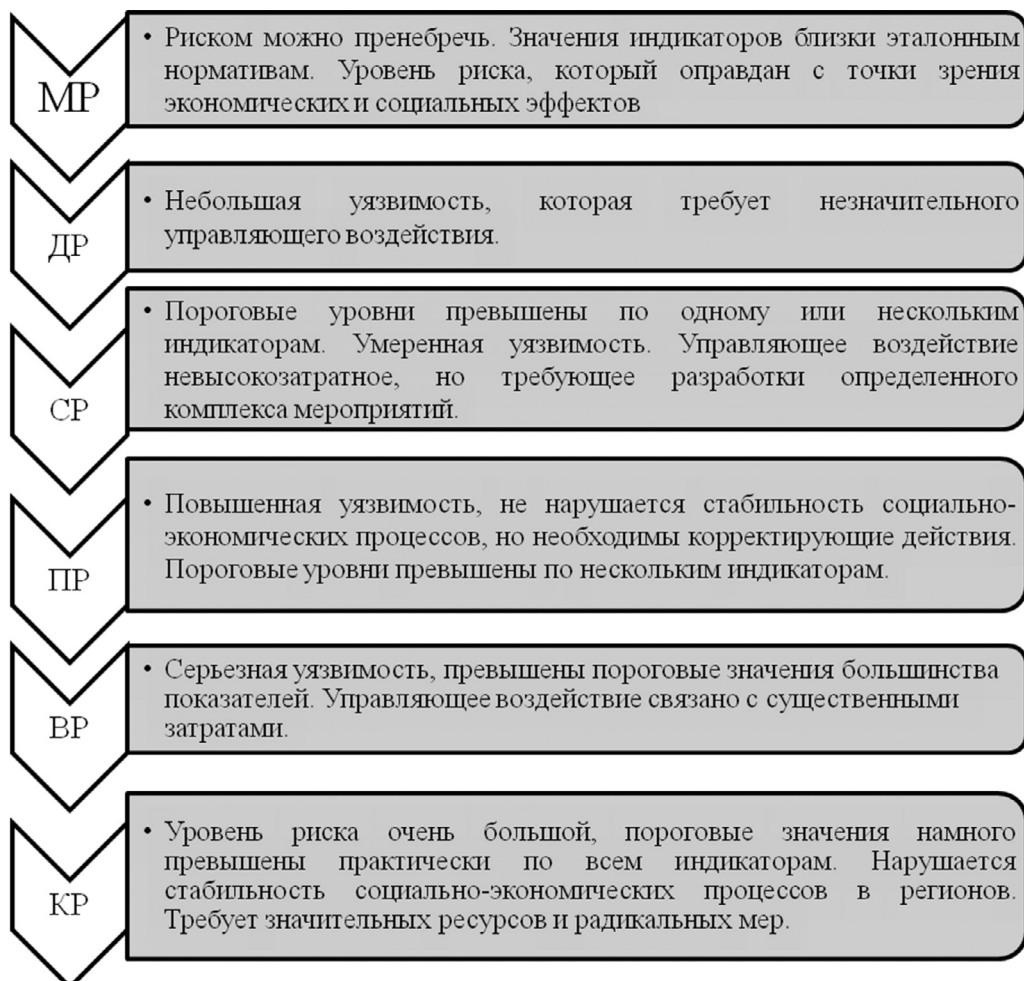 МР
• Риском можно пренебречь. Значения индикаторов близки эталонным
нормативам. Уровень риска, который оправдан с точки зрения
экономических и социальных эффектов
ДР
• Небольшая уязвимость, которая требует незначительного
управляющего воздействия.
СР
• Пороговые уровни превышены по одному или нескольким
индикаторам. Умеренная уязвимость. Управляющее воздействие
невысокозатратное, но требующее разработки определенного
комплекса мероприятий.
ПР
• Повышенная уязвимость, не нарушается стабильность социально-
экономических процессов, но необходимы корректирующие действия.
Пороговые уровни превышены по нескольким индикаторам.
ВР
• Серьезная уязвимость, превышены пороговые значения большинства
показателей. Управляющее воздействие связано с существенными
затратами.
КР
• Уровень риска очень большой, пороговые значения намного
превышены практически по всем индикаторам. Нарушается
стабильность социально-экономических процессов в регионов.
Требует значительных ресурсов и радикальных мер.